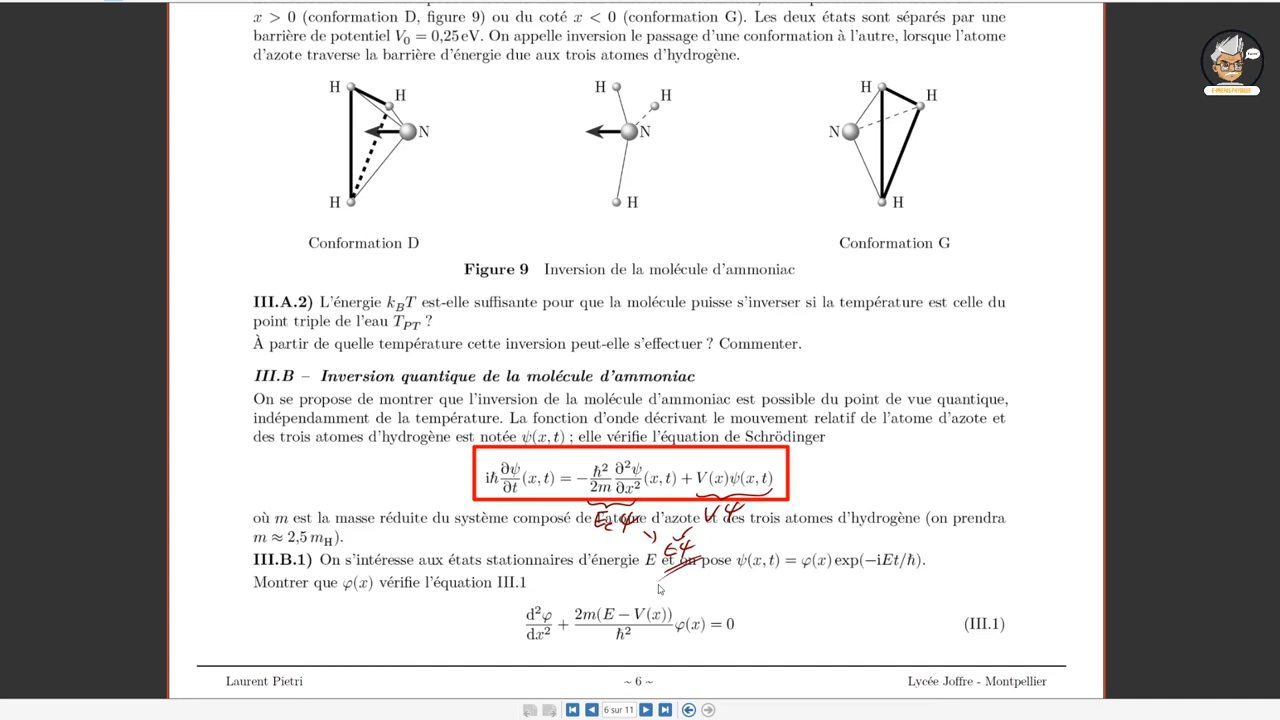 x > 0 (conformation D, figure 9) ou du coté x < 0 (conformation G). Les deux états sont séparés par une
barrière de potentiel V₀ = 0,25 eV. On appelle inversion le passage d'une conformation à l'autre, lorsque l'atome
d'azote traverse la barrière d'énergie due aux trois atomes d'hydrogène.
H H N H
H H N H
H H N H
Conformation D
Conformation G
Figure 9 Inversion de la molécule d'ammoniac
III.A.2) L'énergie k_B T est-elle suffisante pour que la molécule puisse s'inverser si la température est celle du
point triple de l'eau T_PT ?
À partir de quelle température cette inversion peut-elle s'effectuer ? Commenter.
III.B – Inversion quantique de la molécule d'ammoniac
On se propose de montrer que l'inversion de la molécule d'ammoniac est possible du point de vue quantique,
indépendamment de la température. La fonction d'onde décrivant le mouvement relatif de l'atome d'azote et
des trois atomes d'hydrogène est notée ψ(x, t) ; elle vérifie l'équation de Schrödinger
iℏ ∂ψ/∂t (x, t) = − ℏ²/2m ∂²ψ/∂x² (x, t) + V(x)ψ(x, t)
où m est la masse réduite du système composé de l'atome d'azote et des trois atomes d'hydrogène (on prendra
E_c ψ V ψ
m ≈ 2,5 m_H).
E ψ
III.B.1) On s'intéresse aux états stationnaires d'énergie E et on pose ψ(x, t) = φ(x) exp(−iEt/ℏ).
Montrer que φ(x) vérifie l'équation III.1
d²φ/dx² + 2m(E − V(x))/ℏ² φ(x) = 0 (III.1)
Laurent Pietri ~ 6 ~ Lycée Joffre - Montpellier
6 sur 11